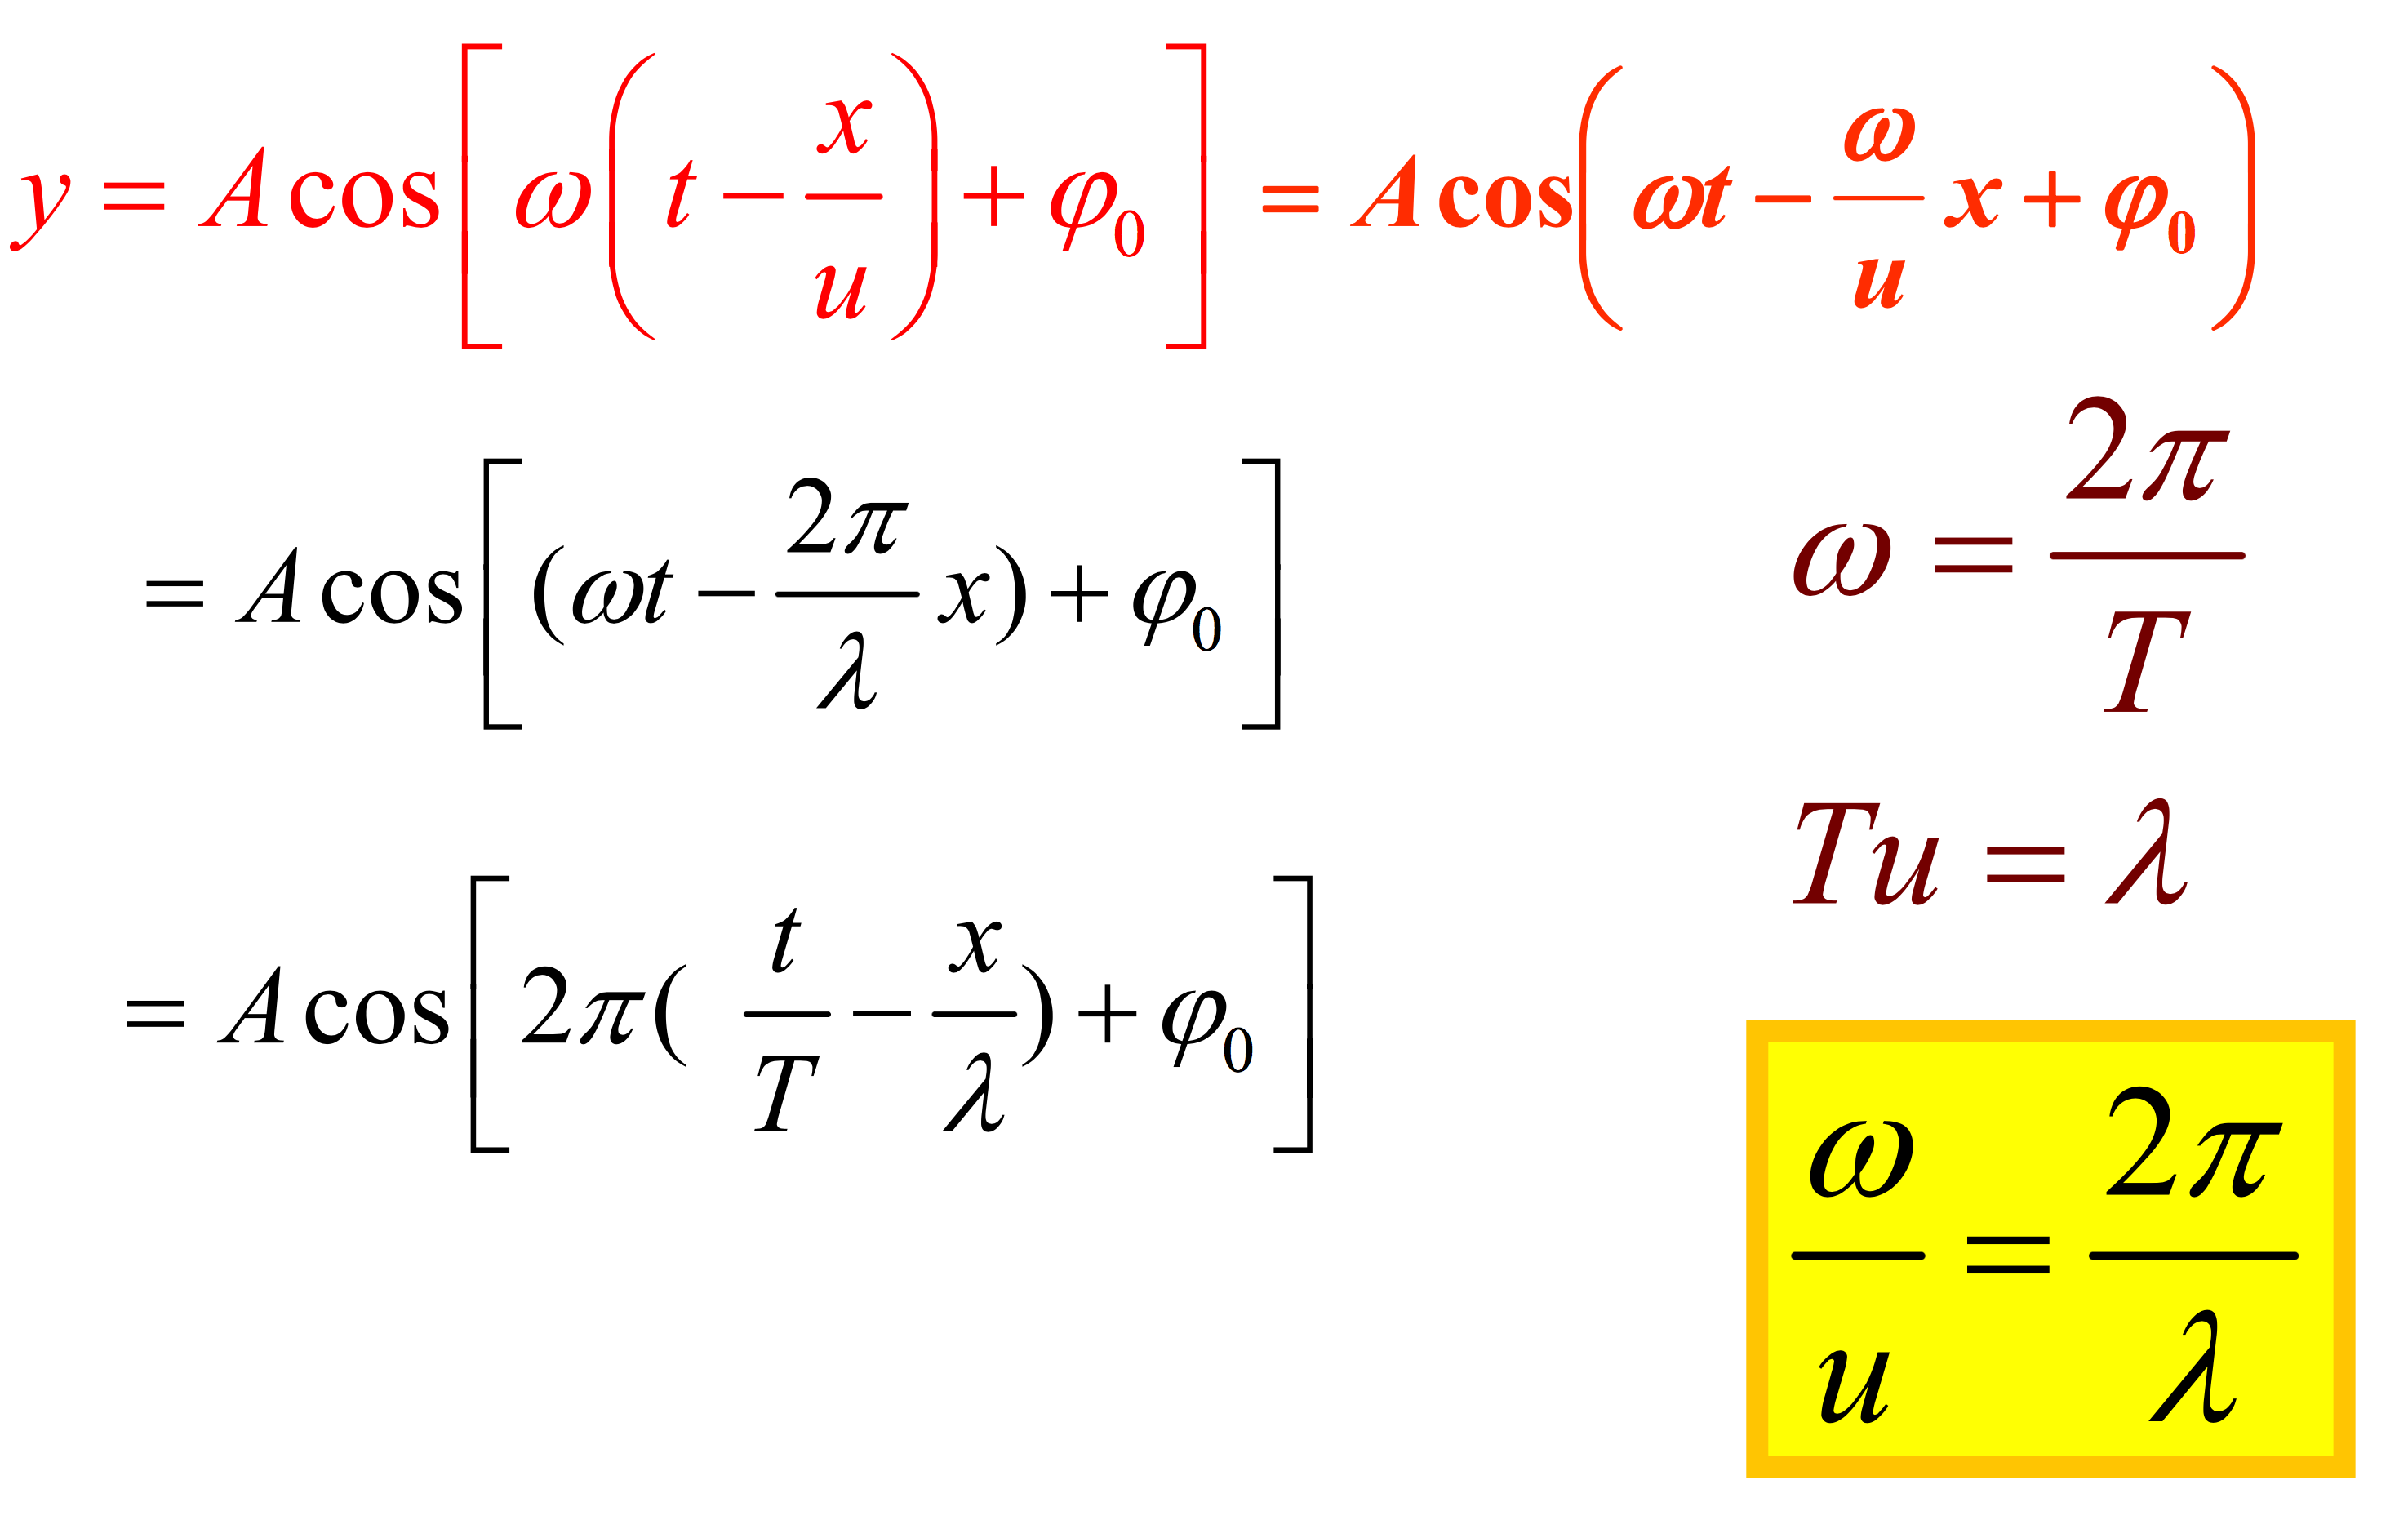 y = A cos[ω(t − x/u) + φ₀] = A cos(ωt − ω/u x + φ₀)
= A cos[(ωt − 2π/λ x) + φ₀]
ω = 2π/T
Tu = λ
= A cos[2π(t/T − x/λ) + φ₀]
ω/u = 2π/λ